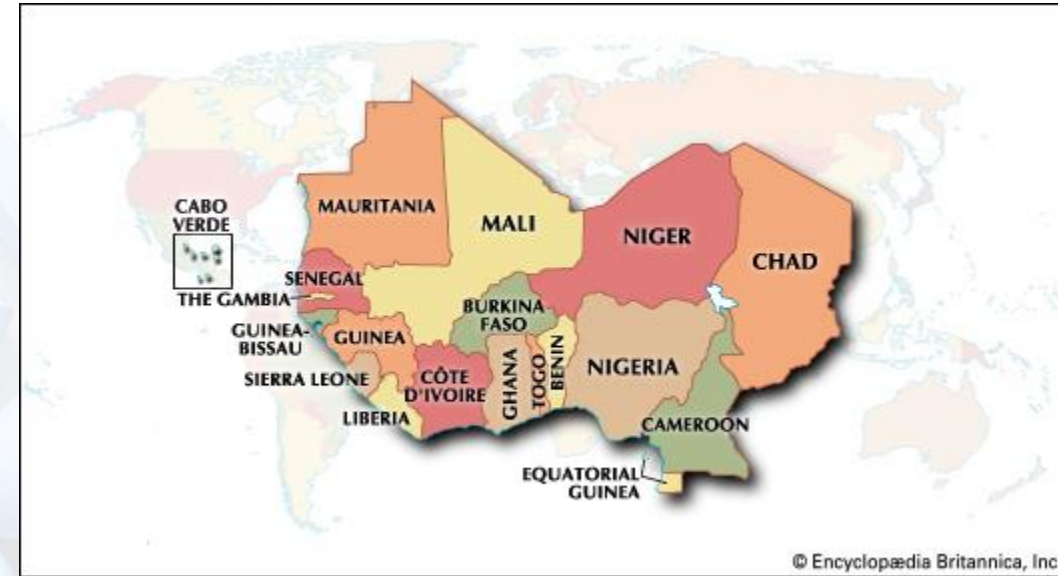 MAURITANIA
MALI
NIGER
CHAD
CABO
VERDE
SENEGAL
THE GAMBIA
GUINEA-
BISSAU
GUINEA
BURKINA
FASO
SIERRA LEONE
CÔTE
D'IVOIRE
LIBERIA
GHANA
TOGO
BENIN
NIGERIA
CAMEROON
EQUATORIAL
GUINEA
© Encyclopædia Britannica, Inc